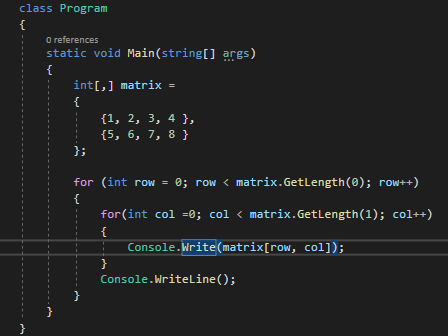 class Program
{
0 references
static void Main(string[] args)
{
int[,] matrix =
{
{1, 2, 3, 4 },
{5, 6, 7, 8 }
};
for (int row = 0; row < matrix.GetLength(0); row++)
{
for(int col =0; col < matrix.GetLength(1); col++)
{
Console.Write(matrix[row, col]);
}
Console.WriteLine();
}
}
}